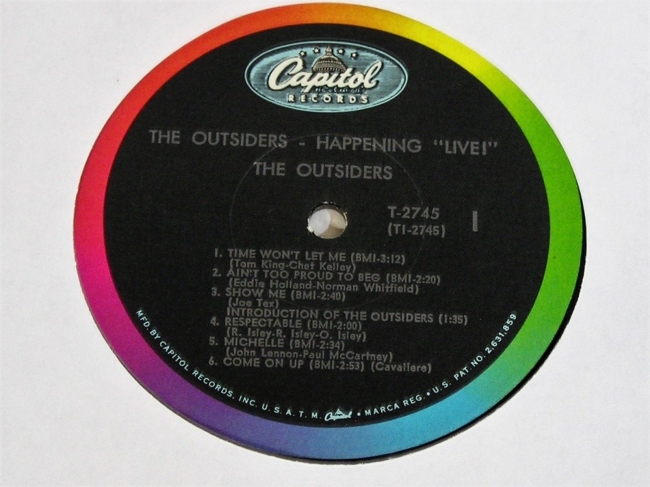 Capitol
RECORDS
THE OUTSIDERS - HAPPENING "LIVE!"
THE OUTSIDERS
T-2745
(T1-2745)
1
1. TIME WON'T LET ME (BMI-3:12)
(Tom King-Chet Kelley)
2. AIN'T TOO PROUD TO BEG (BMI-2:20)
(Eddie Holland-Norman Whitfield)
3. SHOW ME (BMI-2:40)
(Joe Tex)
INTRODUCTION OF THE OUTSIDERS (1:35)
4. RESPECTABLE (BMI-2:00)
(R. Isley-R. Isley-O. Isley)
5. MICHELLE (BMI-2:34)
(John Lennon-Paul McCartney)
6. COME ON UP (BMI-2:53) (Cavaliere)
MFD. BY CAPITOL RECORDS, INC. U. S. A. T. M. Capitol • MARCA REG. • U.S. PAT. NO. 2,631,859